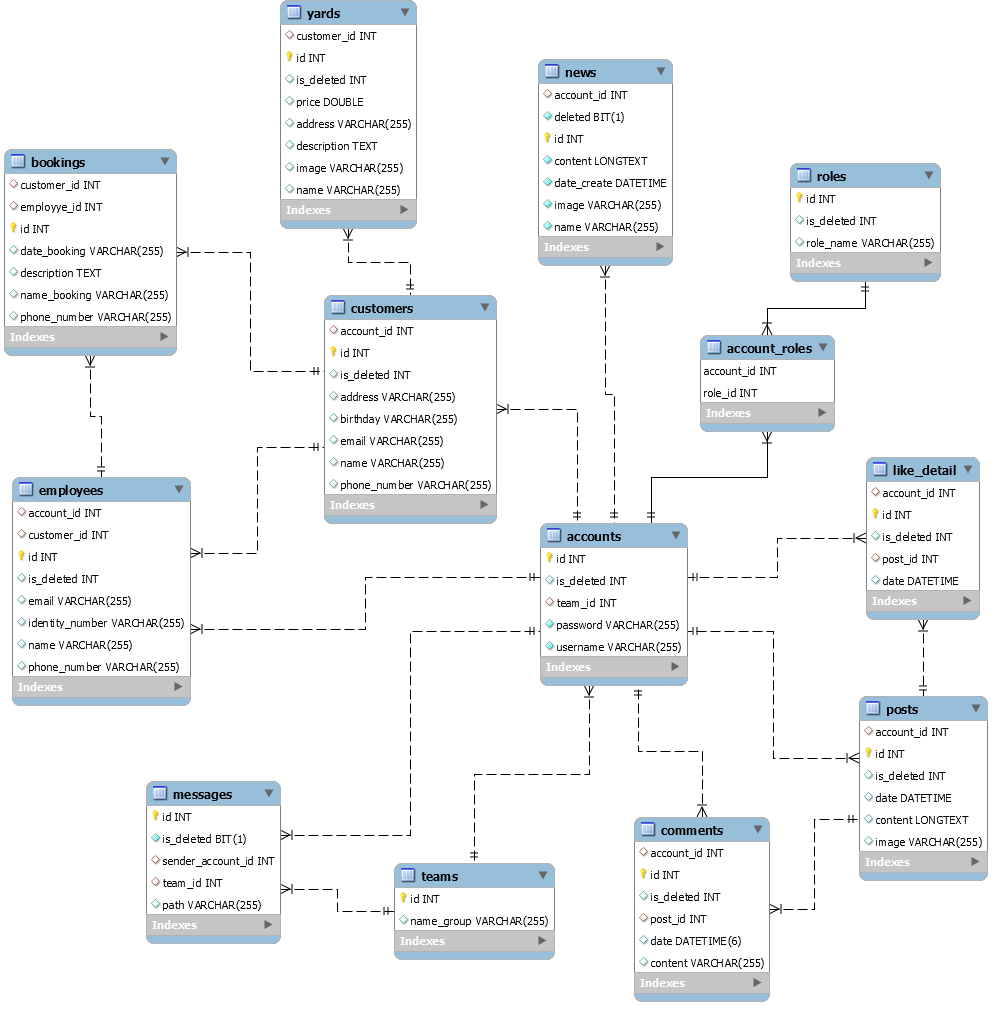 yards
customer_id INT
id INT
is_deleted INT
price DOUBLE
address VARCHAR(255)
description TEXT
image VARCHAR(255)
name VARCHAR(255)
Indexes
news
account_id INT
deleted BIT(1)
id INT
content LONGTEXT
date_create DATETIME
image VARCHAR(255)
name VARCHAR(255)
Indexes
bookings
customer_id INT
employye_id INT
id INT
date_booking VARCHAR(255)
description TEXT
name_booking VARCHAR(255)
phone_number VARCHAR(255)
Indexes
roles
id INT
is_deleted INT
role_name VARCHAR(255)
Indexes
customers
account_id INT
id INT
is_deleted INT
address VARCHAR(255)
birthday VARCHAR(255)
email VARCHAR(255)
name VARCHAR(255)
phone_number VARCHAR(255)
Indexes
account_roles
account_id INT
role_id INT
Indexes
employees
account_id INT
customer_id INT
id INT
is_deleted INT
email VARCHAR(255)
identity_number VARCHAR(255)
name VARCHAR(255)
phone_number VARCHAR(255)
Indexes
accounts
id INT
is_deleted INT
team_id INT
password VARCHAR(255)
username VARCHAR(255)
Indexes
like_detail
account_id INT
id INT
is_deleted INT
post_id INT
date DATETIME
Indexes
posts
account_id INT
id INT
is_deleted INT
date DATETIME
content LONGTEXT
image VARCHAR(255)
Indexes
messages
id INT
is_deleted BIT(1)
sender_account_id INT
team_id INT
path VARCHAR(255)
Indexes
teams
id INT
name_group VARCHAR(255)
Indexes
comments
account_id INT
id INT
is_deleted INT
post_id INT
date DATETIME(6)
content VARCHAR(255)
Indexes